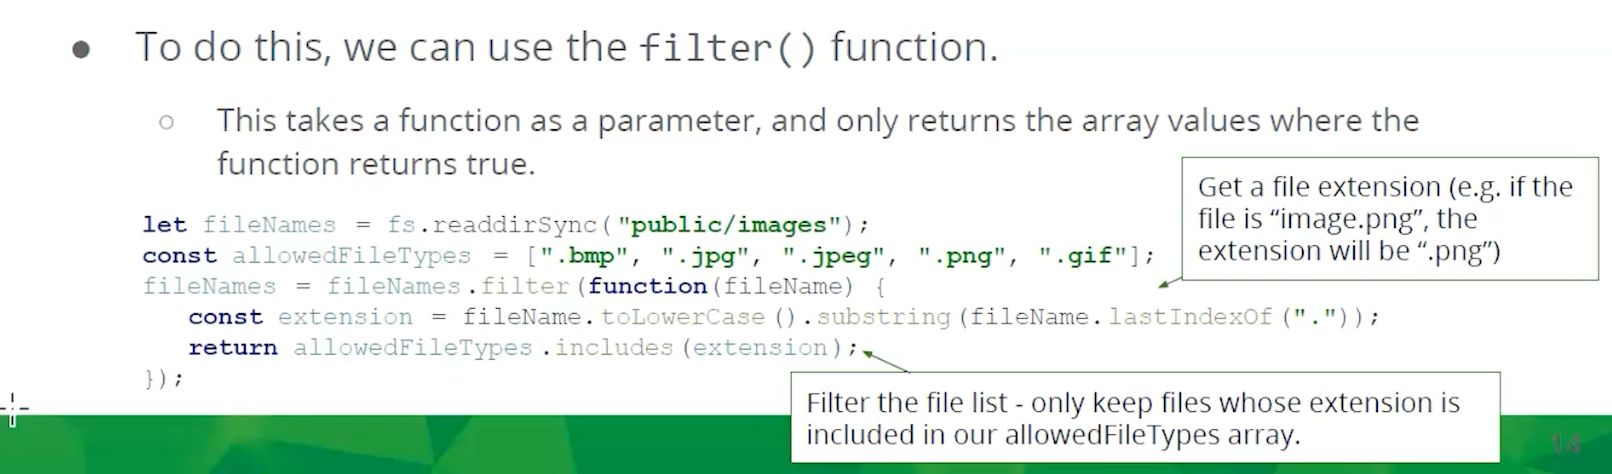 ● To do this, we can use the filter() function.
○ This takes a function as a parameter, and only returns the array values where the
function returns true.
Get a file extension (e.g. if the
file is “image.png”, the
extension will be “.png”)
let fileNames = fs.readdirSync("public/images");
const allowedFileTypes = [".bmp", ".jpg", ".jpeg", ".png", ".gif"];
fileNames = fileNames.filter(function(fileName) {
const extension = fileName.toLowerCase().substring(fileName.lastIndexOf("."));
return allowedFileTypes.includes(extension);
});
Filter the file list - only keep files whose extension is
included in our allowedFileTypes array.
14